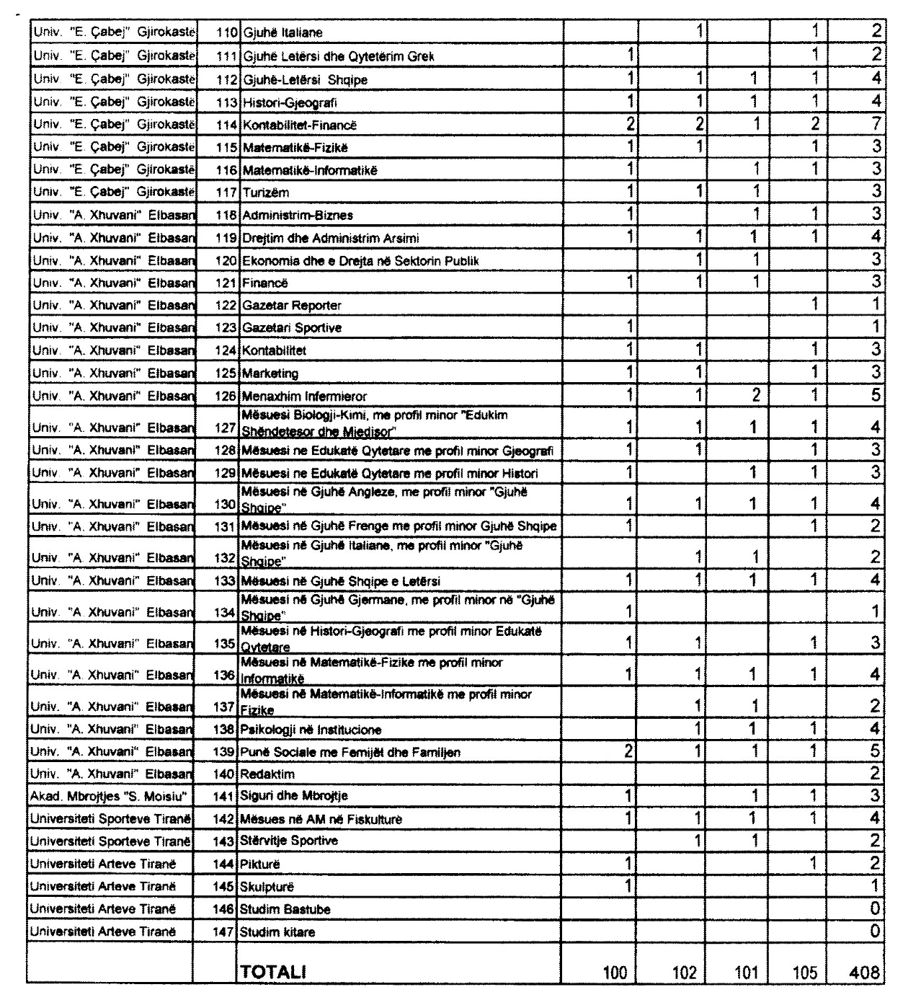 Univ. "E. Çabej" Gjirokastë 110 Gjuhë Italiane 1 1 2
Univ. "E. Çabej" Gjirokastë 111 Gjuhë Letërsi dhe Qytetërim Grek 1 1 2
Univ. "E. Çabej" Gjirokastë 112 Gjuhë-Letërsi Shqipe 1 1 1 1 4
Univ. "E. Çabej" Gjirokastë 113 Histori-Gjeografi 1 1 1 1 4
Univ. "E. Çabej" Gjirokastë 114 Kontabilitet-Financë 2 2 1 2 7
Univ. "E. Çabej" Gjirokastë 115 Matematikë-Fizikë 1 1 1 3
Univ. "E. Çabej" Gjirokastë 116 Matematikë-Informatikë 1 1 1 3
Univ. "E. Çabej" Gjirokastë 117 Turizëm 1 1 1 3
Univ. "A. Xhuvani" Elbasan 118 Administrim-Biznes 1 1 1 3
Univ. "A. Xhuvani" Elbasan 119 Drejtim dhe Administrim Arsimi 1 1 1 1 4
Univ. "A. Xhuvani" Elbasan 120 Ekonomia dhe e Drejta në Sektorin Publik 1 1 3
Univ. "A. Xhuvani" Elbasan 121 Financë 1 1 1 3
Univ. "A. Xhuvani" Elbasan 122 Gazetar Reporter 1 1
Univ. "A. Xhuvani" Elbasan 123 Gazetari Sportive 1 1
Univ. "A. Xhuvani" Elbasan 124 Kontabilitet 1 1 1 3
Univ. "A. Xhuvani" Elbasan 125 Marketing 1 1 1 3
Univ. "A. Xhuvani" Elbasan 126 Menaxhim Infermieror 1 1 2 1 5
Mësuesi Biologji-Kimi, me profil minor "Edukim
Univ. "A. Xhuvani" Elbasan 127 Shëndetesor dhe Mjedisor" 1 1 1 1 4
Univ. "A. Xhuvani" Elbasan 128 Mësuesi ne Edukatë Qytetare me profil minor Gjeografi 1 1 1 3
Univ. "A. Xhuvani" Elbasan 129 Mësuesi ne Edukatë Qytetare me profil minor Histori 1 1 1 3
Mësuesi në Gjuhë Angleze, me profil minor "Gjuhë
Univ. "A. Xhuvani" Elbasan 130 Shqipe" 1 1 1 1 4
Univ. "A. Xhuvani" Elbasan 131 Mësuesi në Gjuhë Frenge me profil minor Gjuhë Shqipe 1 1 2
Mësuesi në Gjuhë Italiane, me profil minor "Gjuhë
Univ. "A. Xhuvani" Elbasan 132 Shqipe" 1 1 2
Univ. "A. Xhuvani" Elbasan 133 Mësuesi në Gjuhë Shqipe e Letërsi 1 1 1 1 4
Mësuesi në Gjuhë Gjermane, me profil minor në "Gjuhë
Univ. "A. Xhuvani" Elbasan 134 Shqipe" 1 1
Mësuesi në Histori-Gjeografi me profil minor Edukatë
Univ. "A. Xhuvani" Elbasan 135 Qytetare 1 1 1 3
Mësuesi në Matematikë-Fizike me profil minor
Univ. "A. Xhuvani" Elbasan 136 Informatikë 1 1 1 1 4
Mësuesi në Matematikë-Informatikë me profil minor
Univ. "A. Xhuvani" Elbasan 137 Fizike 1 1 2
Univ. "A. Xhuvani" Elbasan 138 Psikologji në Institucione 1 1 1 4
Univ. "A. Xhuvani" Elbasan 139 Punë Sociale me Femijët dhe Familjen 2 1 1 1 5
Univ. "A. Xhuvani" Elbasan 140 Redaktim 2
Akad. Mbrojtjes "S. Moisiu" 141 Siguri dhe Mbrojtje 1 1 1 3
Universiteti Sporteve Tiranë 142 Mësues në AM në Fiskulturë 1 1 1 1 4
Universiteti Sporteve Tiranë 143 Stërvitje Sportive 1 1 2
Universiteti Arteve Tiranë 144 Pikturë 1 1 2
Universiteti Arteve Tiranë 145 Skulpturë 1 1
Universiteti Arteve Tiranë 146 Studim Bastube 0
Universiteti Arteve Tiranë 147 Studim kitare 0
TOTALI 100 102 101 105 408